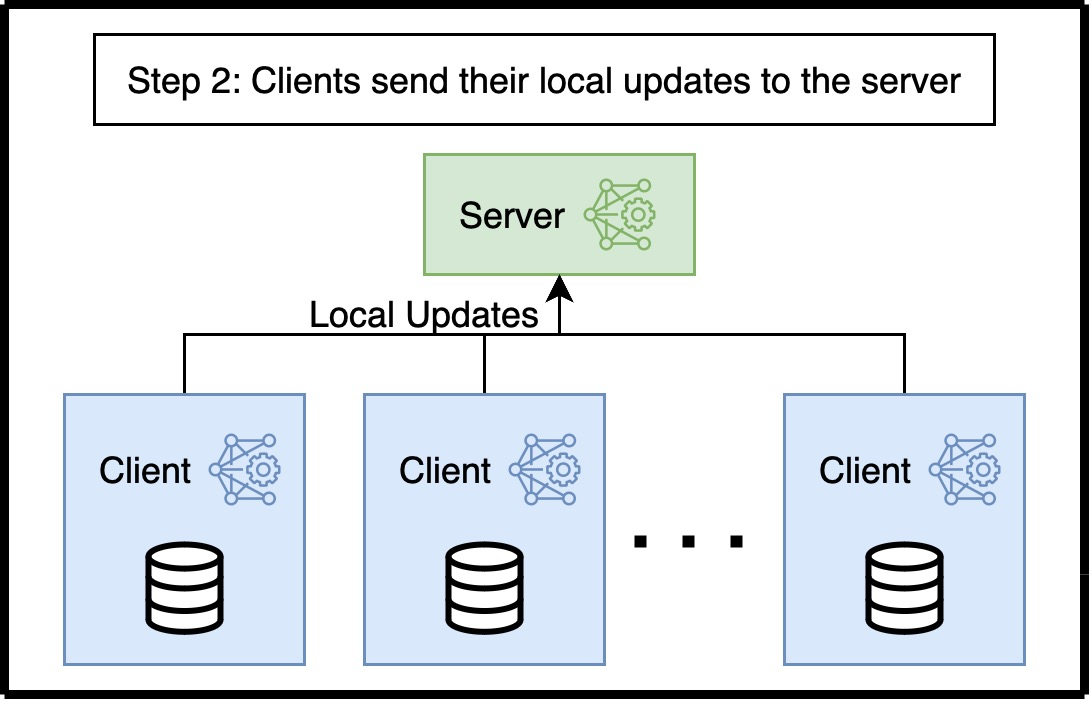 Step 2: Clients send their local updates to the server
Server
Local Updates
Client
Client
Client